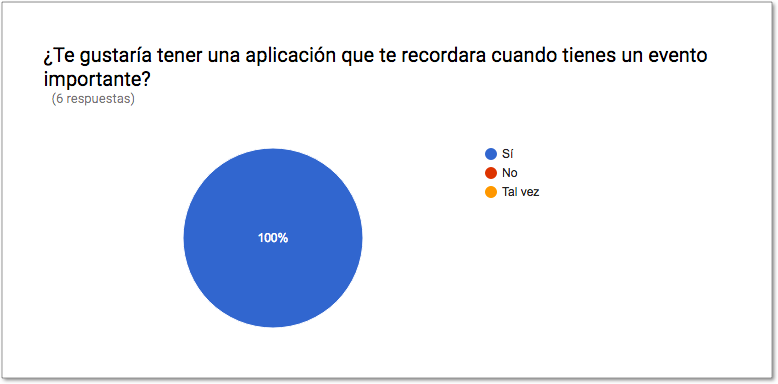 ¿Te gustaría tener una aplicación que te recordara cuando tienes un evento
importante?
(6 respuestas)
Sí
No
Tal vez
100%